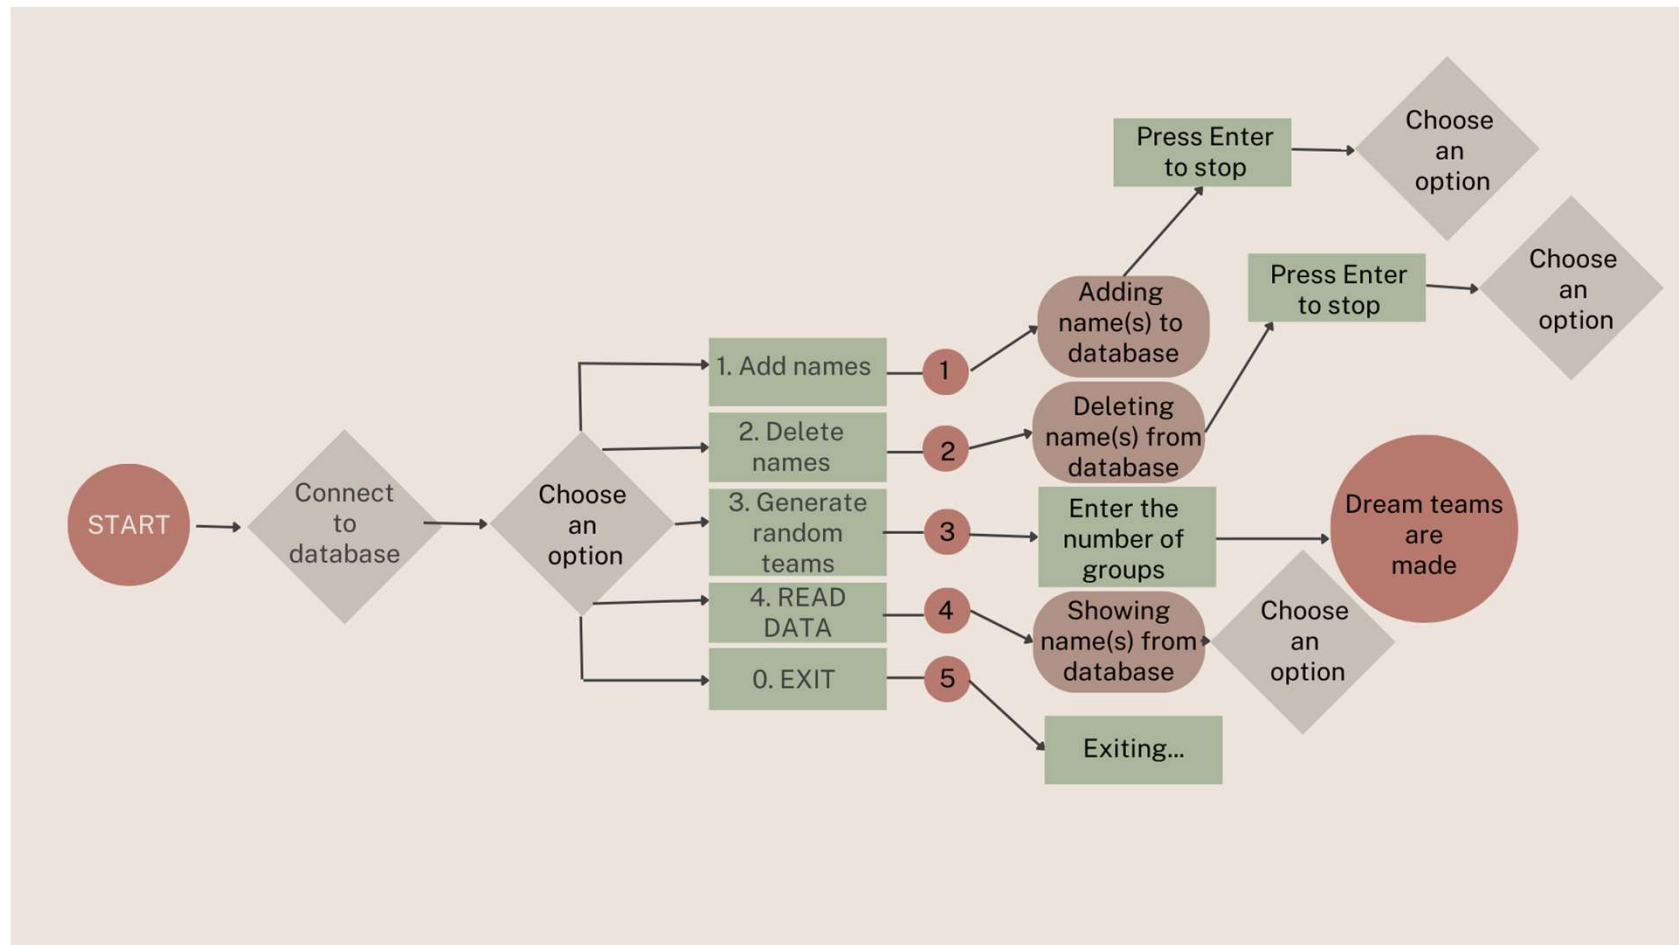 START
Connect
to
database
Choose
an
option
1. Add names
2. Delete
names
3. Generate
random
teams
4. READ
DATA
0. EXIT
1
2
3
4
5
Adding
name(s) to
database
Press Enter
to stop
Choose
an
option
Deleting
name(s) from
database
Press Enter
to stop
Choose
an
option
Enter the
number of
groups
Dream teams
are
made
Showing
name(s) from
database
Choose
an
option
Exiting...